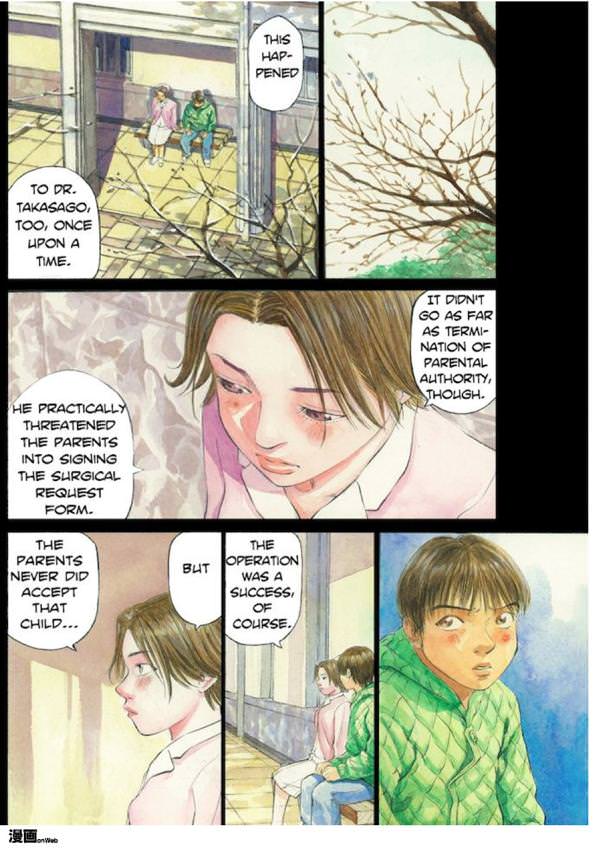 THIS
HAP-
PENED
TO DR.
TAKASAGO,
TOO, ONCE
UPON A
TIME.
IT DIDN'T
GO AS FAR
AS TERMI-
NATION OF
PARENTAL
AUTHORITY,
THOUGH.
HE PRACTICALLY
THREATENED
THE PARENTS
INTO SIGNING
THE SURGICAL
REQUEST
FORM.
THE
OPERATION
WAS A
SUCCESS,
OF
COURSE.
BUT
THE
PARENTS
NEVER DID
ACCEPT
THAT
CHILD...
漫画onWeb